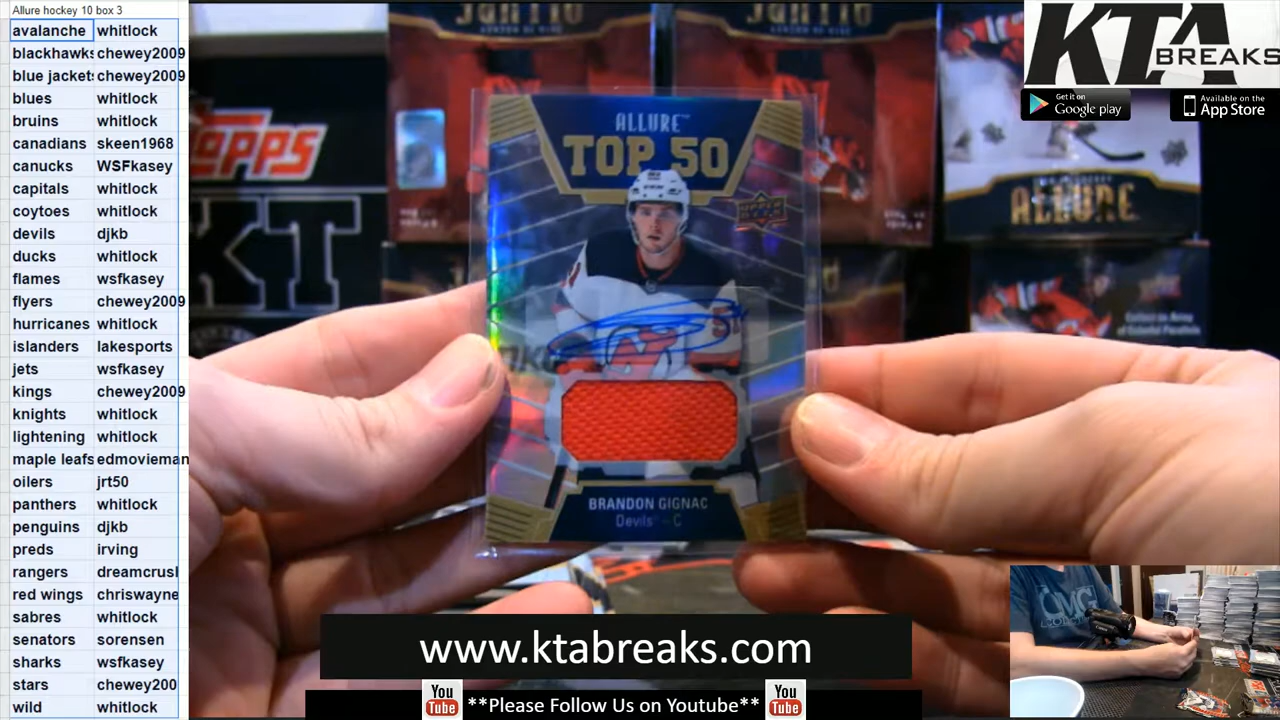 Allure hockey 10 box 3
avalanche whitlock
blackhawks chewey2009
blue jackets chewey2009
blues whitlock
bruins whitlock
canadians skeen1968
canucks WSFkasey
capitals whitlock
coytoes whitlock
devils djkb
ducks whitlock
flames wsfkasey
flyers chewey2009
hurricanes whitlock
islanders lakesports
jets wsfkasey
kings chewey2009
knights whitlock
lightening whitlock
maple leafs edmovieman
oilers jrt50
panthers whitlock
penguins djkb
preds irving
rangers dreamcrush
red wings chriswayne
sabres whitlock
senators sorensen
sharks wsfkasey
stars chewey200
wild whitlock
TOPPS
KT
ALLURE
TOP 50
BRANDON GIGNAC
Devils - C
ALLURE
KTA
BREAKS
Get it on
Google play
Available on the
App Store
www.ktabreaks.com
You Tube **Please Follow Us on Youtube** You Tube